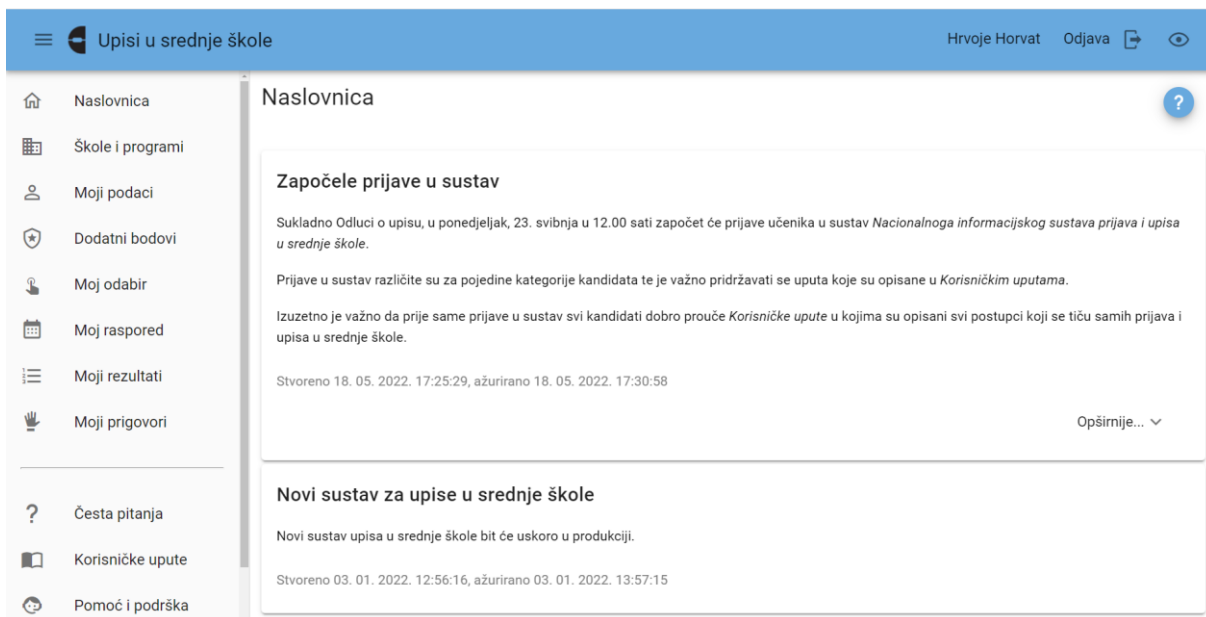 Upisi u srednje škole
Hrvoje Horvat
Odjava
Naslovnica
Škole i programi
Moji podaci
Dodatni bodovi
Moj odabir
Moj raspored
Moji rezultati
Moji prigovori
Česta pitanja
Korisničke upute
Pomoć i podrška
Naslovnica
?
Započele prijave u sustav
Sukladno Odluci o upisu, u ponedjeljak, 23. svibnja u 12.00 sati započet će prijave učenika u sustav Nacionalnoga informacijskog sustava prijava i upisa
u srednje škole.
Prijave u sustav različite su za pojedine kategorije kandidata te je važno pridržavati se uputa koje su opisane u Korisničkim uputama.
Izuzetno je važno da prije same prijave u sustav svi kandidati dobro prouče Korisničke upute u kojima su opisani svi postupci koji se tiču samih prijava i
upisa u srednje škole.
Stvoreno 18. 05. 2022. 17:25:29, ažurirano 18. 05. 2022. 17:30:58
Opširnije...
Novi sustav za upise u srednje škole
Novi sustav upisa u srednje škole bit će uskoro u produkciji.
Stvoreno 03. 01. 2022. 12:56:16, ažurirano 03. 01. 2022. 13:57:15